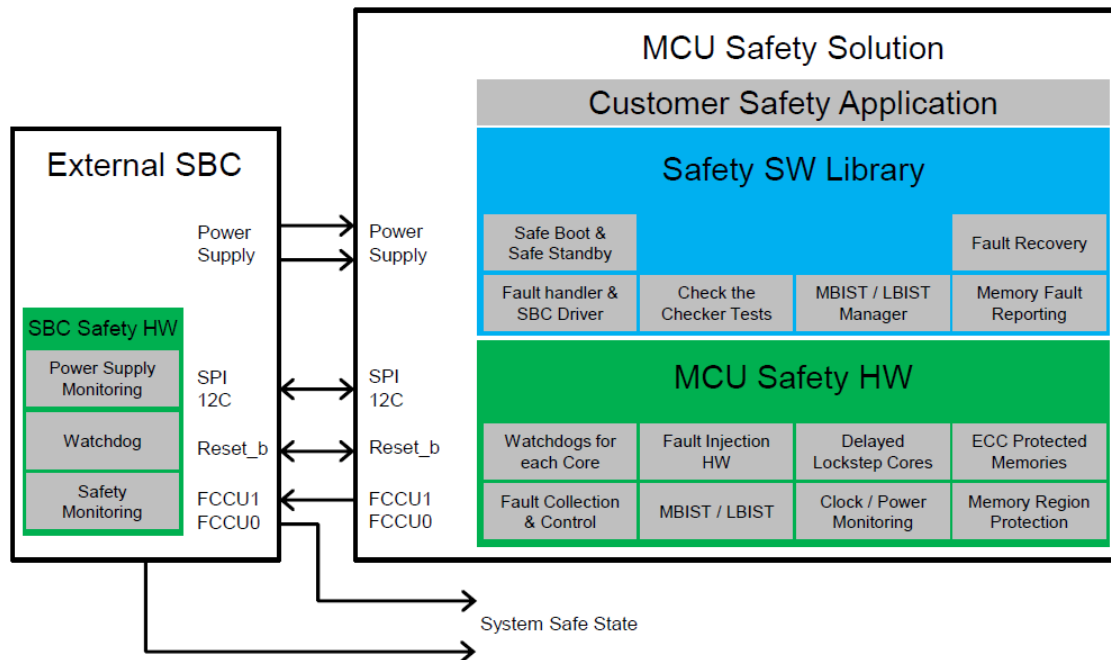 MCU Safety Solution
Customer Safety Application
External SBC
Safety SW Library
Power
Supply
Power
Supply
Safe Boot &
Safe Standby
Fault Recovery
Fault handler &
SBC Driver
Check the
Checker Tests
MBIST / LBIST
Manager
Memory Fault
Reporting
SBC Safety HW
Power Supply
Monitoring
Watchdog
Safety
Monitoring
SPI
12C
Reset_b
FCCU1
FCCU0
SPI
12C
Reset_b
FCCU1
FCCU0
MCU Safety HW
Watchdogs for
each Core
Fault Injection
HW
Delayed
Lockstep Cores
ECC Protected
Memories
Fault Collection
& Control
MBIST / LBIST
Clock / Power
Monitoring
Memory Region
Protection
System Safe State